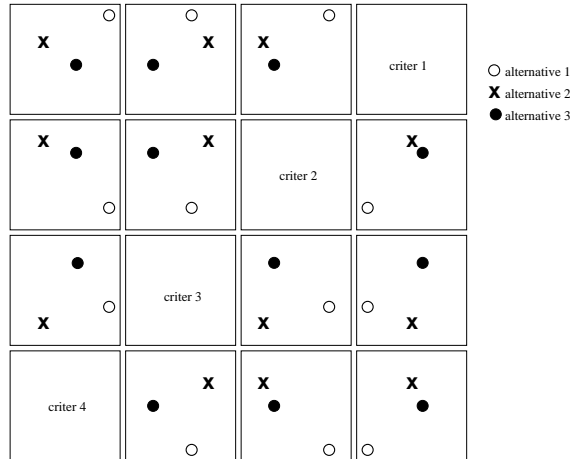 criter 1
alternative 1
X alternative 2
alternative 3
criter 2
criter 3
criter 4